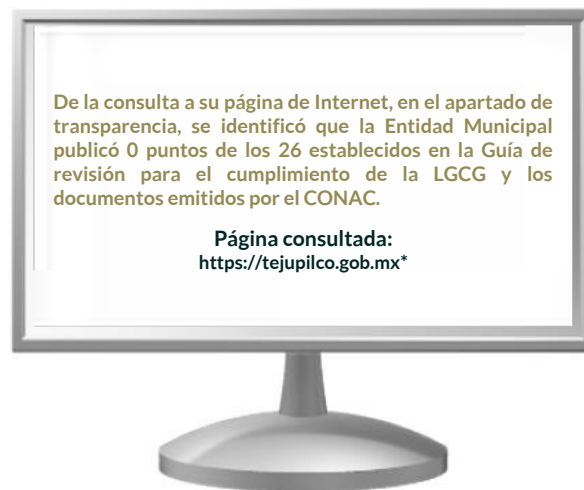 De la consulta a su página de Internet, en el apartado de
transparencia, se identificó que la Entidad Municipal
publicó 0 puntos de los 26 establecidos en la Guía de
revisión para el cumplimiento de la LGCG y los
documentos emitidos por el CONAC.
Página consultada:
https://tejupilco.gob.mx*